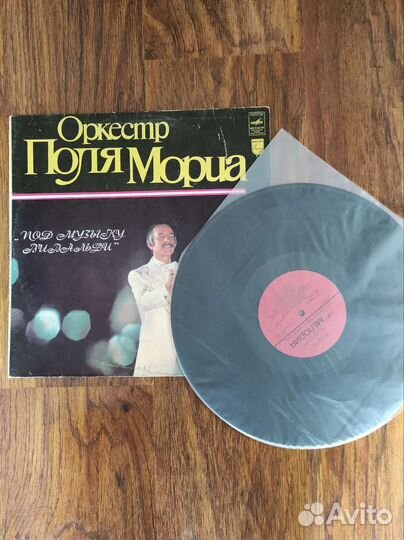 Оркестр
Поля Мориа
„ПОД МУЗЫКУ
ВИВАЛЬДИ”
МЕЛОДИЯ
Avito